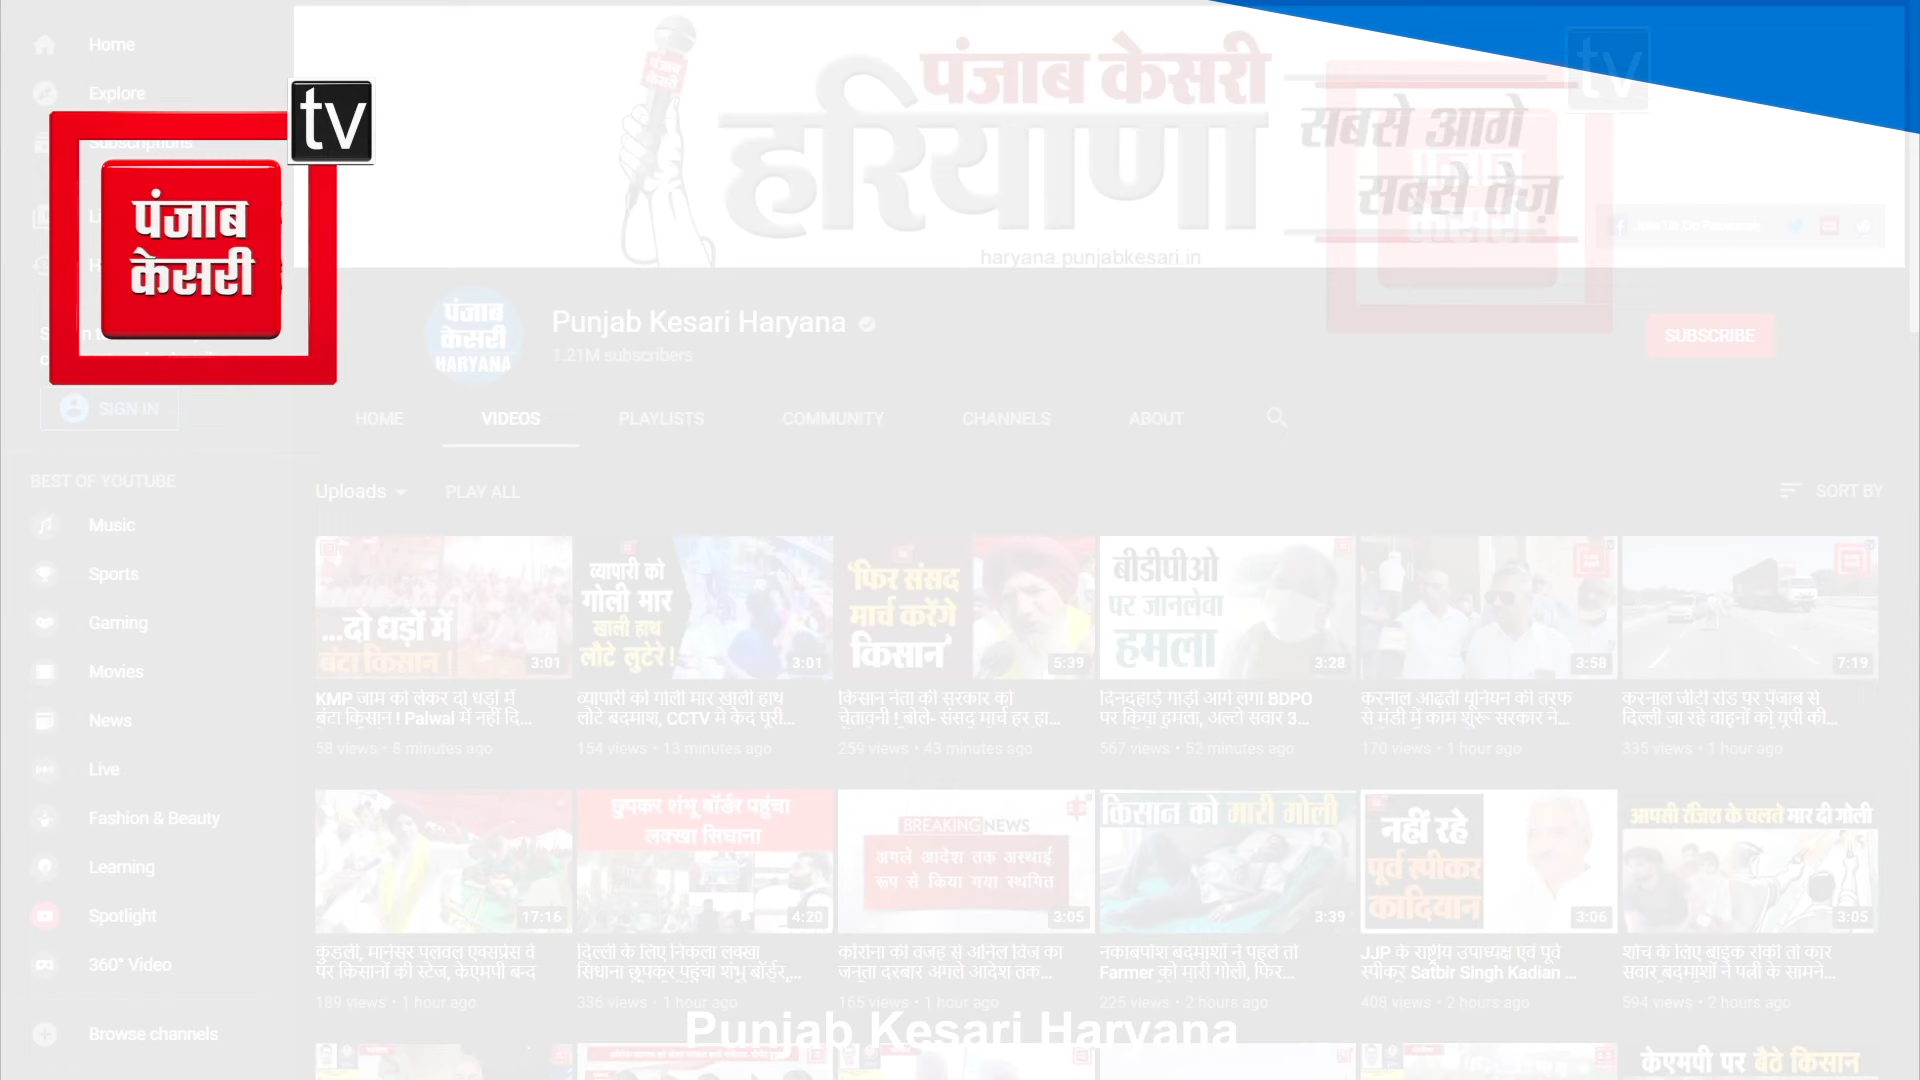 Home
Explore
Subscriptions
tv
पंजाब
केसरी
SIGN IN
BEST OF YOUTUBE
Music
Sports
Gaming
Movies
News
Live
Fashion & Beauty
Learning
Spotlight
360° Video
Browse channels
पंजाब केसरी
हरियाणा
haryana.punjabkesari.in
सबसे आगे
सबसे तेज़
tv
पंजाब
केसरी
HARYANA
Punjab Kesari Haryana
1.21M subscribers
SUBSCRIBE
HOME VIDEOS PLAYLISTS COMMUNITY CHANNELS ABOUT
Uploads PLAY ALL SORT BY
...दो धड़ों में
बंटा किसान !
3:01
व्यापारी को
गोली मार
खाली हाथ
लौटे लुटेरे !
3:01
'फिर संसद
मार्च करेंगे
किसान'
5:39
बीडीपीओ
पर जानलेवा
हमला
3:28
3:58
7:19
KMP जाम को लेकर दो धड़ों में
बंटा किसान ! Palwal में नहीं दि...
58 views • 8 minutes ago
व्यापारी को गोली मार खाली हाथ
लौटे बदमाश, CCTV में कैद पूरी...
154 views • 13 minutes ago
किसान नेता की सरकार को
चेतावनी ! बोले- संसद मार्च हर हा...
259 views • 43 minutes ago
दिनदहाड़े गाड़ी आगे लगा BDPO
पर किया हमला, अल्टो सवार 3...
567 views • 52 minutes ago
करनाल आढ़ती यूनियन की तरफ
से मंडी में काम शुरू सरकार ने...
170 views • 1 hour ago
करनाल जीटी रोड पर पंजाब से
दिल्ली जा रहे वाहनों को यूपी की...
335 views • 1 hour ago
17:16
छुपकर शंभू बॉर्डर पहुंचा
लक्खा सिधाना
4:20
BREAKING NEWS
अगले आदेश तक अस्थाई
रूप से किया गया स्थगित
3:05
किसान को मारी गोली
3:39
नहीं रहे
पूर्व स्पीकर
कादियान
3:06
आपसी रंजिश के चलते मार दी गोली
3:05
कुंडली, मानेसर पलवल एक्सप्रेस वे
पर किसानों की स्टेज, केएमपी बन्द
189 views • 1 hour ago
दिल्ली के लिए निकला लक्खा
सिधाना छुपकर पहुंचा शंभू बॉर्डर,...
336 views • 1 hour ago
कोरोना की वजह से अनिल विज का
जनता दरबार अगले आदेश तक...
165 views • 1 hour ago
नकाबपोश बदमाशों ने पहले तो
Farmer को मारी गोली, फिर...
225 views • 2 hours ago
JJP के राष्ट्रीय उपाध्यक्ष एवं पूर्व
स्पीकर Satbir Singh Kadian ...
408 views • 2 hours ago
शौच के लिए बाइक रोकी तो कार
सवार बदमाशों ने पत्नी के सामने...
594 views • 2 hours ago
Punjab Kesari Haryana
केएमपी पर बैठे किसान